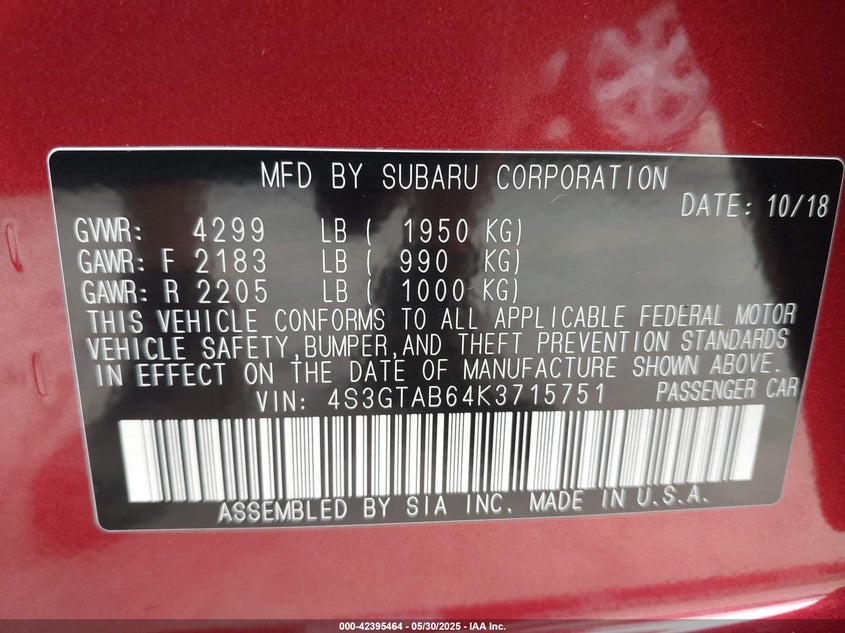 MFD BY SUBARU CORPORATION
DATE: 10/18
GVWR: 4299 LB ( 1950 KG)
GAWR: F 2183 LB ( 990 KG)
GAWR: R 2205 LB ( 1000 KG)
THIS VEHICLE CONFORMS TO ALL APPLICABLE FEDERAL MOTOR
VEHICLE SAFETY,BUMPER,AND THEFT PREVENTION STANDARDS
IN EFFECT ON THE DATE OF MANUFACTURE SHOWN ABOVE.
VIN: 4S3GTAB64K3715751 PASSENGER CAR
ASSEMBLED BY SIA INC. MADE IN U.S.A.
000-42395464 - 05/30/2025 - IAA Inc.